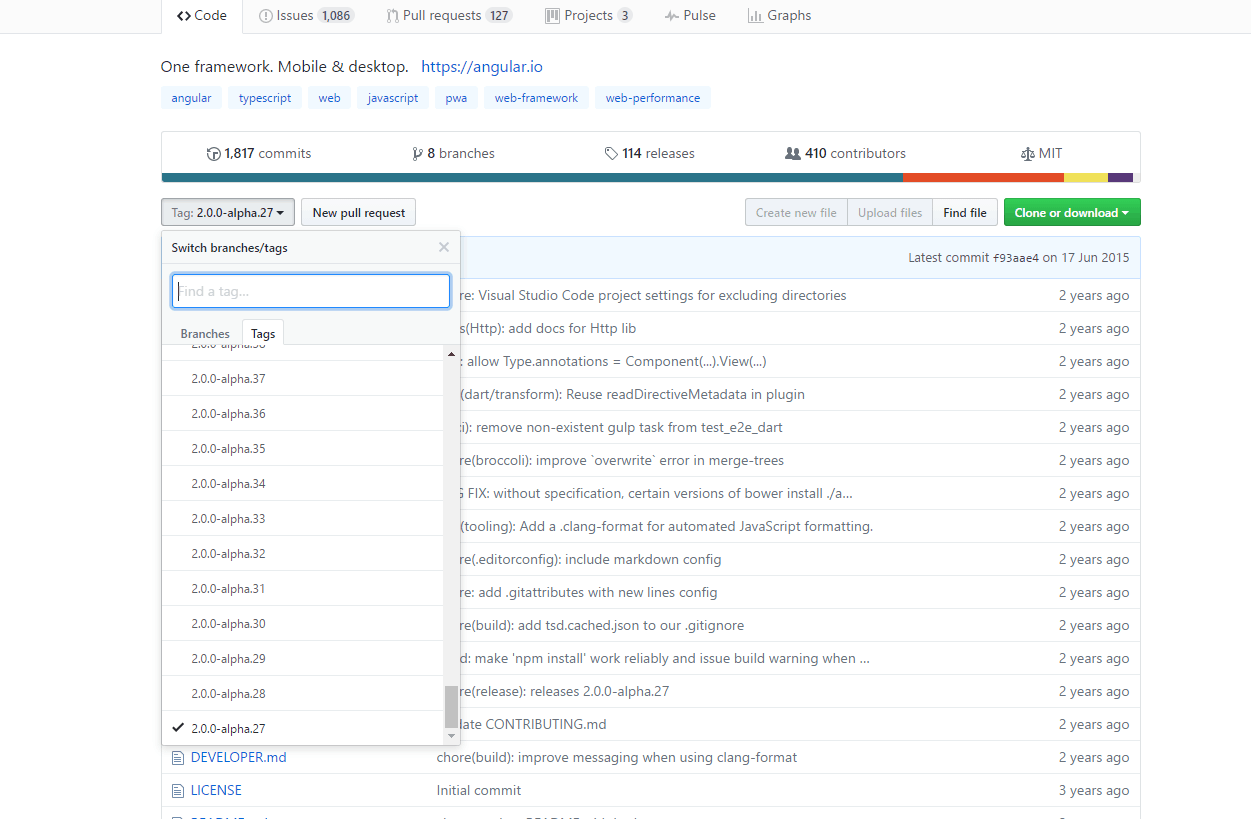 Code Issues 1,086 Pull requests 127 Projects 3 Pulse Graphs
One framework. Mobile & desktop. https://angular.io
angular typescript web javascript pwa web-framework web-performance
1,817 commits 8 branches 114 releases 410 contributors MIT
Tag: 2.0.0-alpha.27 New pull request Create new file Upload files Find file Clone or download
Switch branches/tags
Latest commit f93aae4 on 17 Jun 2015
Find a tag...
Branches Tags
re: Visual Studio Code project settings for excluding directories 2 years ago
s(Http): add docs for Http lib 2 years ago
2.0.0-alpha.38
: allow Type.annotations = Component(...).View(...) 2 years ago
2.0.0-alpha.37
(dart/transform): Reuse readDirectiveMetadata in plugin 2 years ago
2.0.0-alpha.36
i): remove non-existent gulp task from test_e2e_dart 2 years ago
2.0.0-alpha.35
re(broccoli): improve `overwrite` error in merge-trees 2 years ago
2.0.0-alpha.34
G FIX: without specification, certain versions of bower install ./a... 2 years ago
2.0.0-alpha.33
(tooling): Add a .clang-format for automated JavaScript formatting. 2 years ago
2.0.0-alpha.32
re(.editorconfig): include markdown config 2 years ago
2.0.0-alpha.31
re: add .gitattributes with new lines config 2 years ago
2.0.0-alpha.30
re(build): add tsd.cached.json to our .gitignore 2 years ago
2.0.0-alpha.29
d: make 'npm install' work reliably and issue build warning when ... 2 years ago
2.0.0-alpha.28
re(release): releases 2.0.0-alpha.27 2 years ago
2.0.0-alpha.27
date CONTRIBUTING.md 2 years ago
DEVELOPER.md chore(build): improve messaging when using clang-format 2 years ago
LICENSE Initial commit 3 years ago